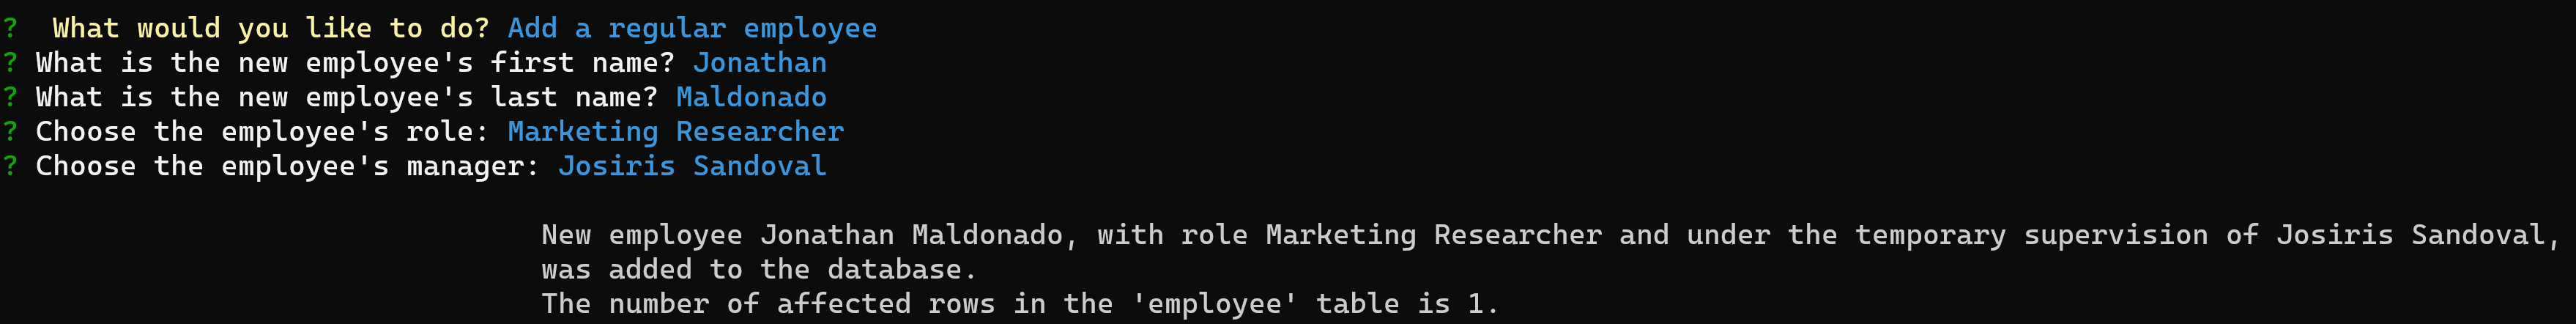 ?  What would you like to do? Add a regular employee
? What is the new employee's first name? Jonathan
? What is the new employee's last name? Maldonado
? Choose the employee's role: Marketing Researcher
? Choose the employee's manager: Josiris Sandoval
New employee Jonathan Maldonado, with role Marketing Researcher and under the temporary supervision of Josiris Sandoval,
was added to the database.
The number of affected rows in the 'employee' table is 1.